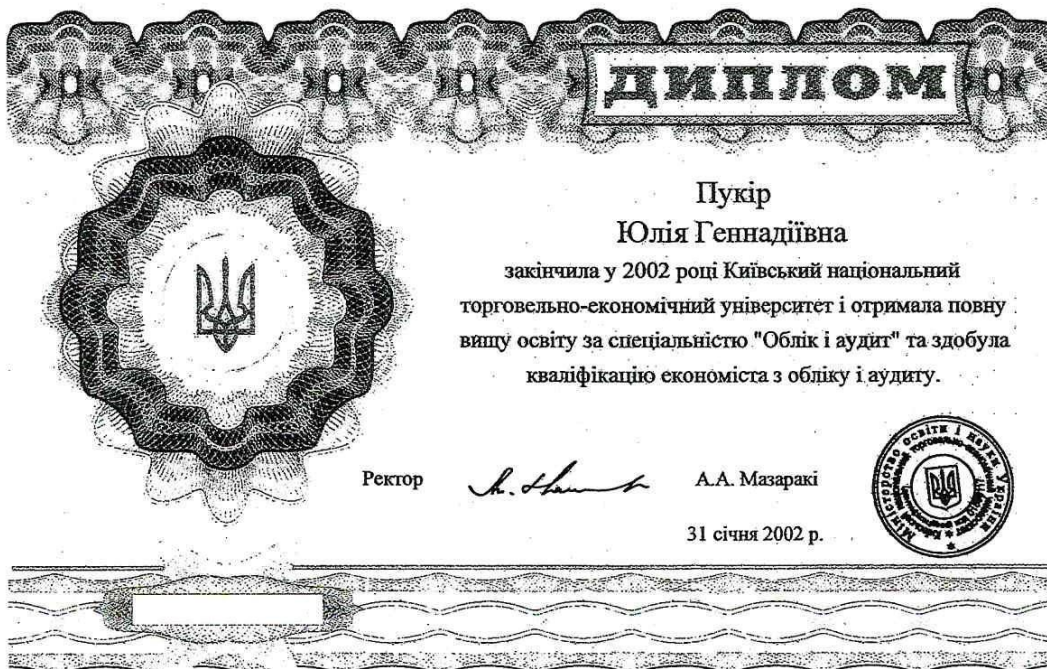 ДИПЛОМ
Пукір
Юлія Геннадіївна
закінчила у 2002 році Київський національний
торговельно-економічний університет і отримала повну
вищу освіту за спеціальністю "Облік і аудит" та здобула
кваліфікацію економіста з обліку і аудиту.
Ректор
А.А. Мазаракі
31 січня 2002 р.
Міністерство освіти і науки України